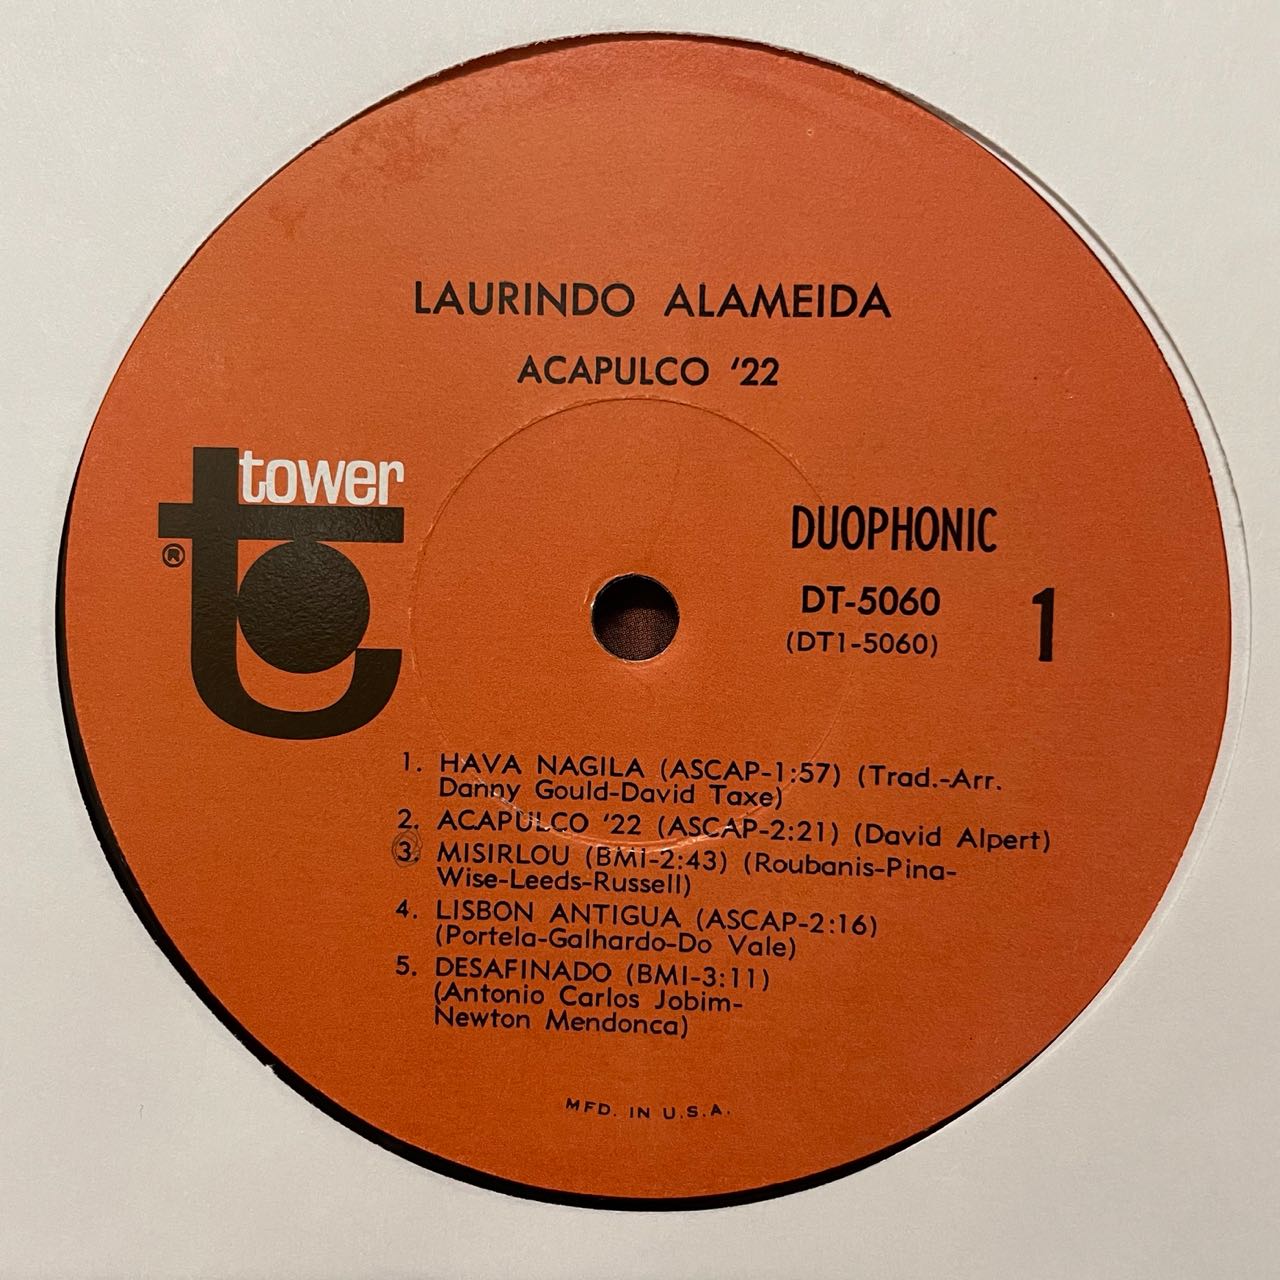 LAURINDO ALAMEIDA
ACAPULCO '22
tower
®
DUOPHONIC
DT-5060
(DT1-5060)
1
1. HAVA NAGILA (ASCAP-1:57) (Trad.-Arr.
Danny Gould-David Taxe)
2. ACAPULCO '22 (ASCAP-2:21) (David Alpert)
3. MISIRLOU (BMI-2:43) (Roubanis-Pina-
Wise-Leeds-Russell)
4. LISBON ANTIGUA (ASCAP-2:16)
(Portela-Galhardo-Do Vale)
5. DESAFINADO (BMI-3:11)
(Antonio Carlos Jobim-
Newton Mendonca)
MFD. IN U.S.A.